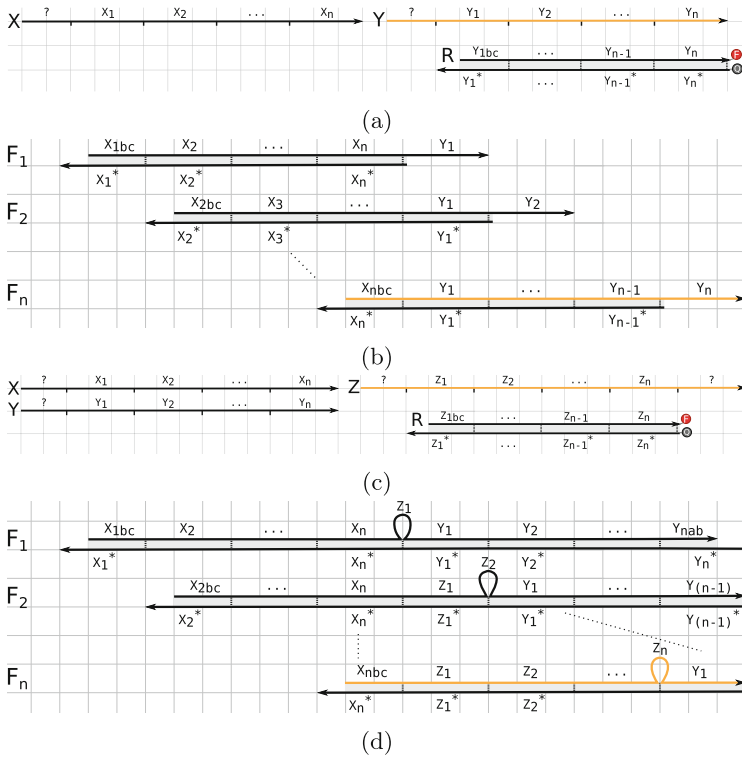 X ? X1 X2 ... Xn Y ? Y1 Y2 ... Yn
R Y1bc ... Yn-1 Yn F
Y1* ... Yn-1* Yn* Q
(a)
F1 X1bc X2 ... Xn Y1
X1* X2* Xn*
F2 X2bc X3 ... Y1 Y2
X2* X3* Y1*
Fn Xnbc Y1 ... Yn-1 Yn
Xn* Y1* Yn-1*
(b)
X ? X1 X2 ... Xn Z ? Z1 Z2 ... Zn ?
Y ? Y1 Y2 ... Yn
R Z1bc ... Zn-1 Zn F
Z1* ... Zn-1* Zn* Q
(c)
Z1
F1 X1bc X2 ... Xn Y1 Y2 ... Ynab
X1* Xn* Y1* Y2* Yn*
Z2
F2 X2bc ... Xn Z1 Y1 ... Y(n-1)
X2* Xn* Z1* Y1* Y(n-1)*
Zn
Fn Xnbc Z1 Z2 ... Y1
Xn* Z1* Z2*
(d)